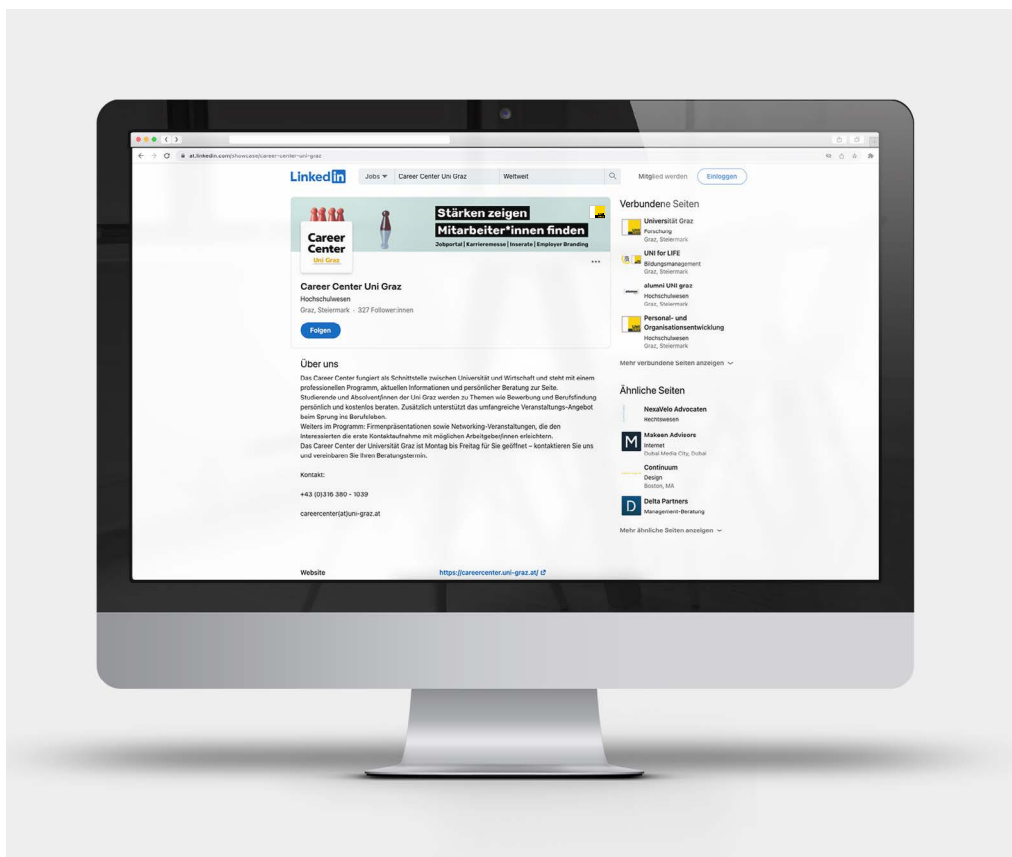 at.linkedin.com/showcase/career-center-uni-graz
Linked in
Jobs
Career Center Uni Graz
Weltweit
Mitglied werden
Einloggen
Stärken zeigen
Mitarbeiter*innen finden
Jobportal | Karrieremesse | Inserate | Employer Branding
Career
Center
Uni Graz
Career Center Uni Graz
Hochschulwesen
Graz, Steiermark · 327 Follower:innen
Folgen
Über uns
Das Career Center fungiert als Schnittstelle zwischen Universität und Wirtschaft und steht mit einem
professionellen Programm, aktuellen Informationen und persönlicher Beratung zur Seite.
Studierende und Absolvent/innen der Uni Graz werden zu Themen wie Bewerbung und Berufsfindung
persönlich und kostenlos beraten. Zusätzlich unterstützt das umfangreiche Veranstaltungs-Angebot
beim Sprung ins Berufsleben.
Weiters im Programm: Firmenpräsentationen sowie Networking-Veranstaltungen, die den
Interessierten die erste Kontaktaufnahme mit möglichen Arbeitgeber/innen erleichtern.
Das Career Center der Universität Graz ist Montag bis Freitag für Sie geöffnet – kontaktieren Sie uns
und vereinbaren Sie Ihren Beratungstermin.
Kontakt:
+43 (0)316 380 - 1039
careercenter(at)uni-graz.at
Website
https://careercenter.uni-graz.at/
Verbundene Seiten
Universität Graz
Forschung
Graz, Steiermark
UNI for LIFE
Bildungsmanagement
Graz, Steiermark
alumni UNI graz
Hochschulwesen
Graz, Steiermark
Personal- und
Organisationsentwicklung
Hochschulwesen
Graz, Steiermark
Mehr verbundene Seiten anzeigen
Ähnliche Seiten
NexaVelo Advocaten
Rechtswesen
M
Makeen Advisors
Internet
Dubai Media City, Dubai
Continuum
Design
Boston, MA
D
Delta Partners
Management-Beratung
Mehr ähnliche Seiten anzeigen